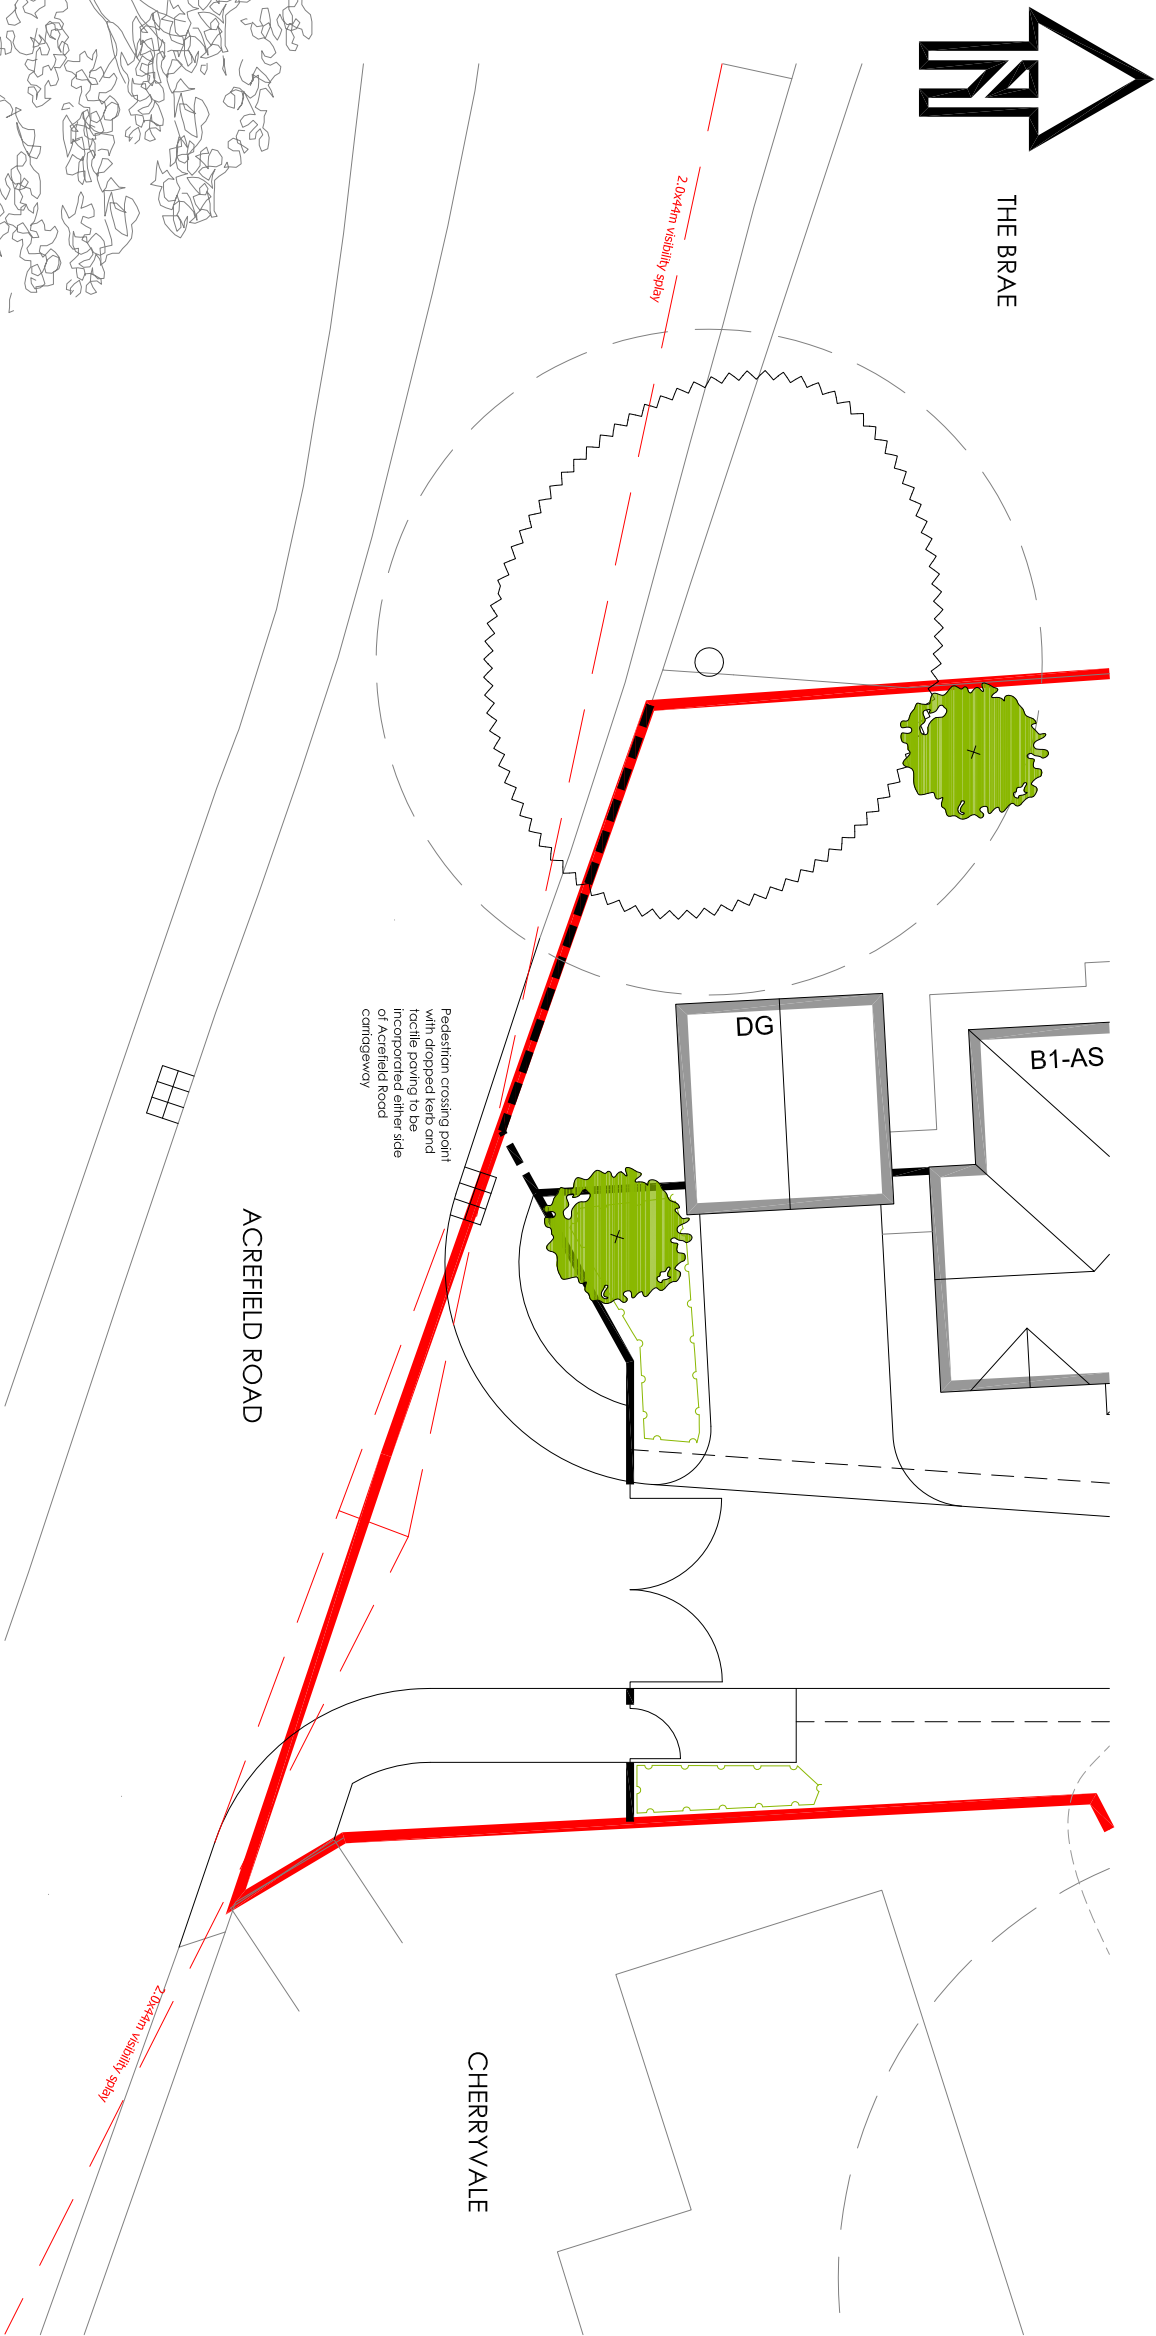 THE BRAE
2.0x44m visibility splay
DG
B1-AS
Pedestrian crossing point
with dropped kerb and
tactile paving to be
incorporated either side
of Acrefield Road
carriageway
ACREFIELD ROAD
2.0x44m visibility splay
CHERRYVALE